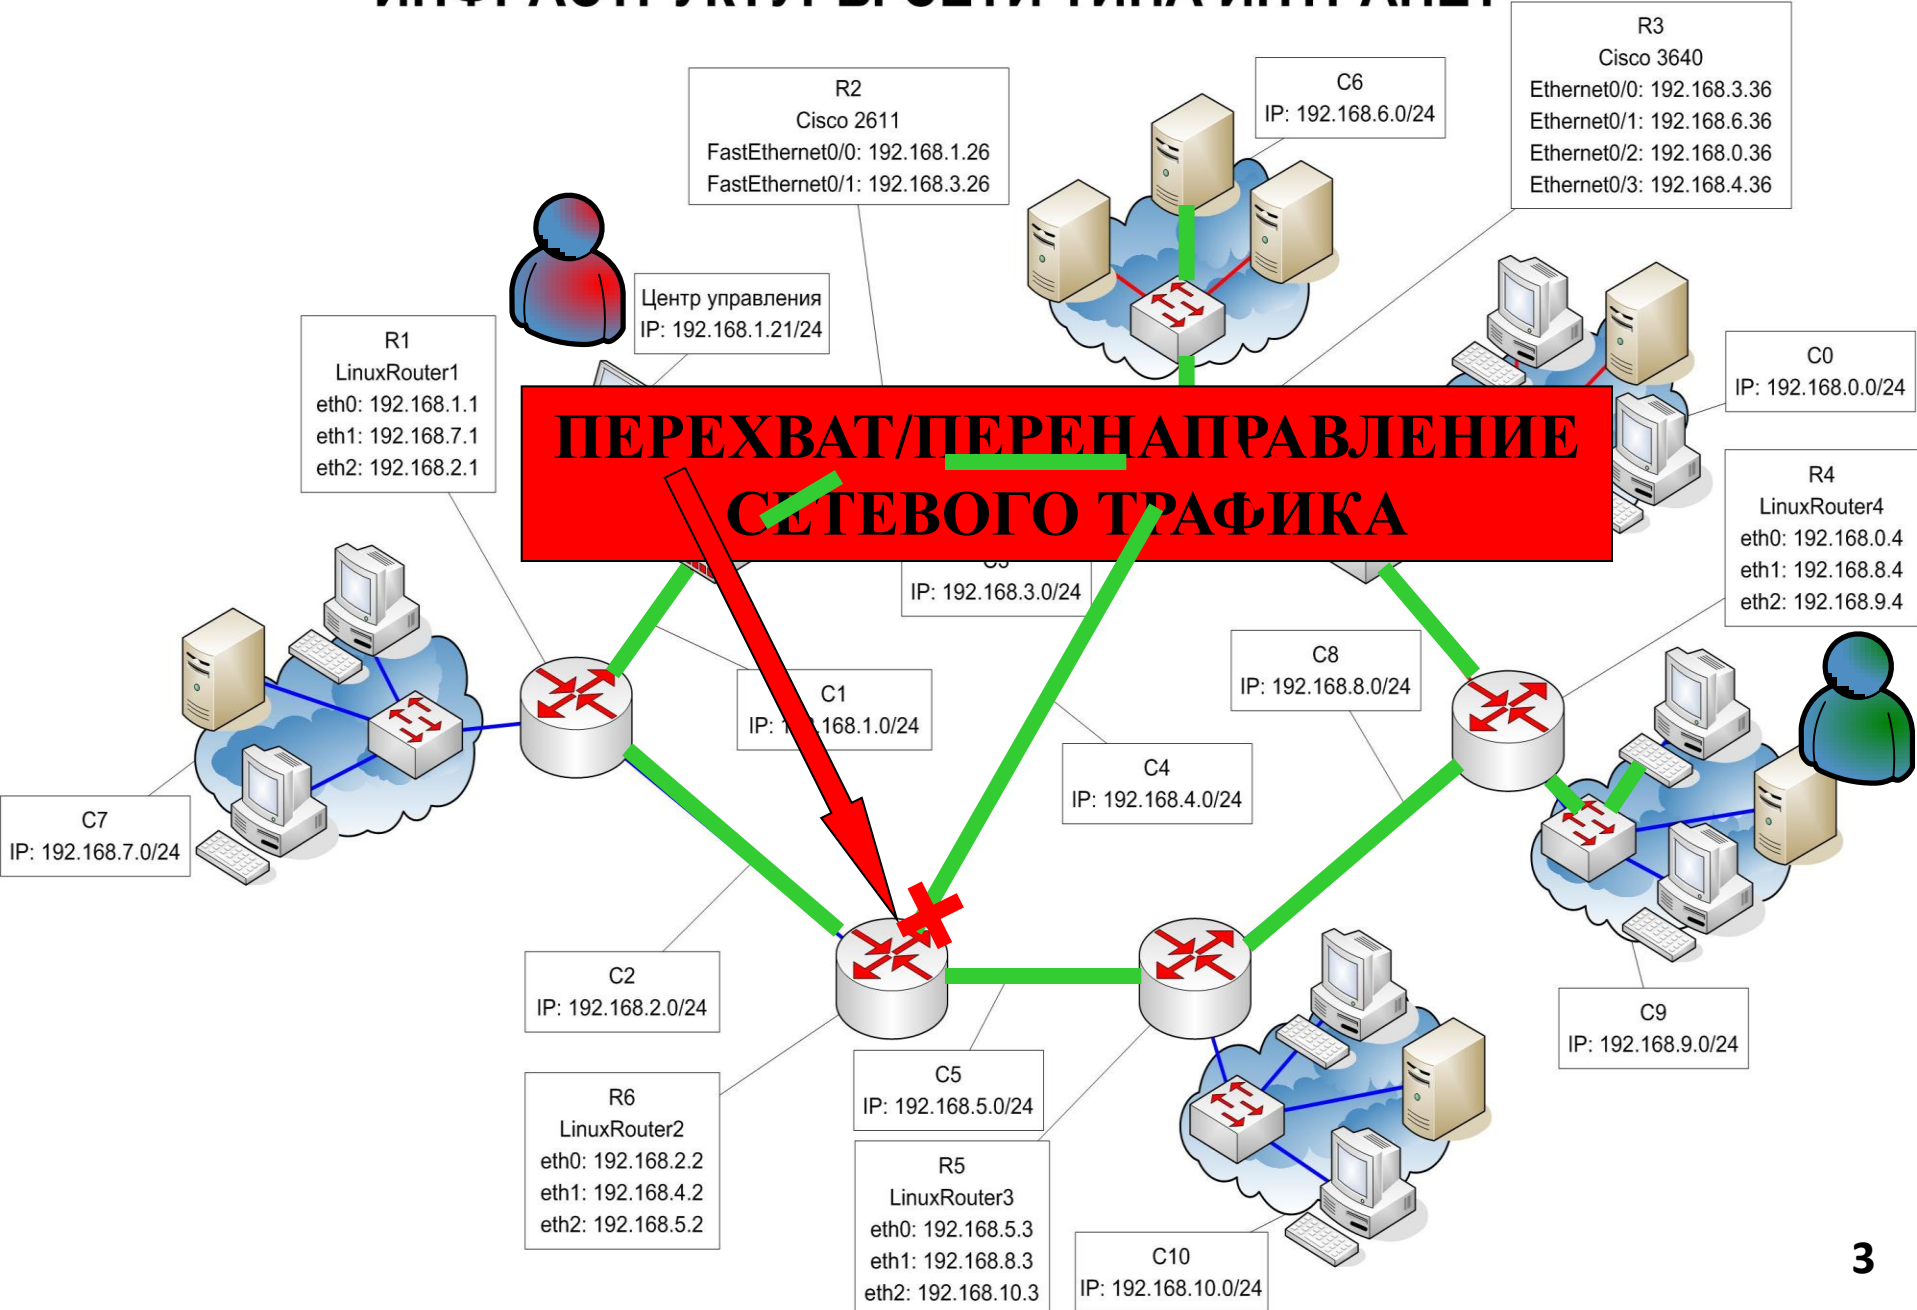 ИНФРАСТРУКТУРЫ СЕТИ ТИПА ИНТРАНЕТ
R3
Cisco 3640
Ethernet0/0: 192.168.3.36
Ethernet0/1: 192.168.6.36
Ethernet0/2: 192.168.0.36
Ethernet0/3: 192.168.4.36
R2
Cisco 2611
FastEthernet0/0: 192.168.1.26
FastEthernet0/1: 192.168.3.26
C6
IP: 192.168.6.0/24
Центр управления
IP: 192.168.1.21/24
R1
LinuxRouter1
eth0: 192.168.1.1
eth1: 192.168.7.1
eth2: 192.168.2.1
C0
IP: 192.168.0.0/24
ПЕРЕХВАТ/ПЕРЕНАПРАВЛЕНИЕ
СЕТЕВОГО ТРАФИКА
R4
LinuxRouter4
eth0: 192.168.0.4
eth1: 192.168.8.4
eth2: 192.168.9.4
C3
IP: 192.168.3.0/24
C8
IP: 192.168.8.0/24
C1
IP: 192.168.1.0/24
C4
IP: 192.168.4.0/24
C7
IP: 192.168.7.0/24
C2
IP: 192.168.2.0/24
C9
IP: 192.168.9.0/24
C5
IP: 192.168.5.0/24
R6
LinuxRouter2
eth0: 192.168.2.2
eth1: 192.168.4.2
eth2: 192.168.5.2
R5
LinuxRouter3
eth0: 192.168.5.3
eth1: 192.168.8.3
eth2: 192.168.10.3
C10
IP: 192.168.10.0/24
3